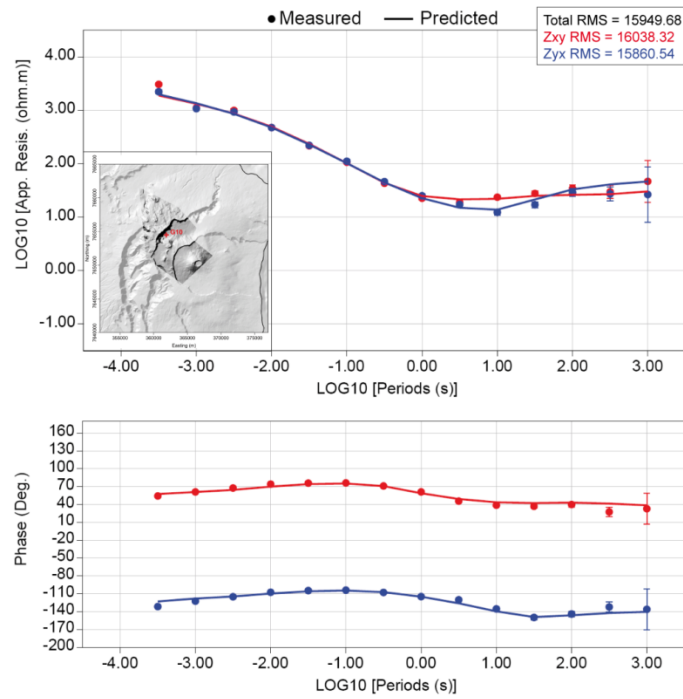 Measured Predicted
Total RMS = 15949.68
Zxy RMS = 16038.32
Zyx RMS = 15860.54
LOG10 [App. Resis. (ohm.m)]
4.00
3.00
2.00
1.00
0.00
-1.00
Northing (m)
G18
Easting (m)
-4.00 -3.00 -2.00 -1.00 0.00 1.00 2.00 3.00
LOG10 [Periods (s)]
Phase (Deg.)
160
130
100
70
40
10
-20
-50
-80
-110
-140
-170
-200
-4.00 -3.00 -2.00 -1.00 0.00 1.00 2.00 3.00
LOG10 [Periods (s)]